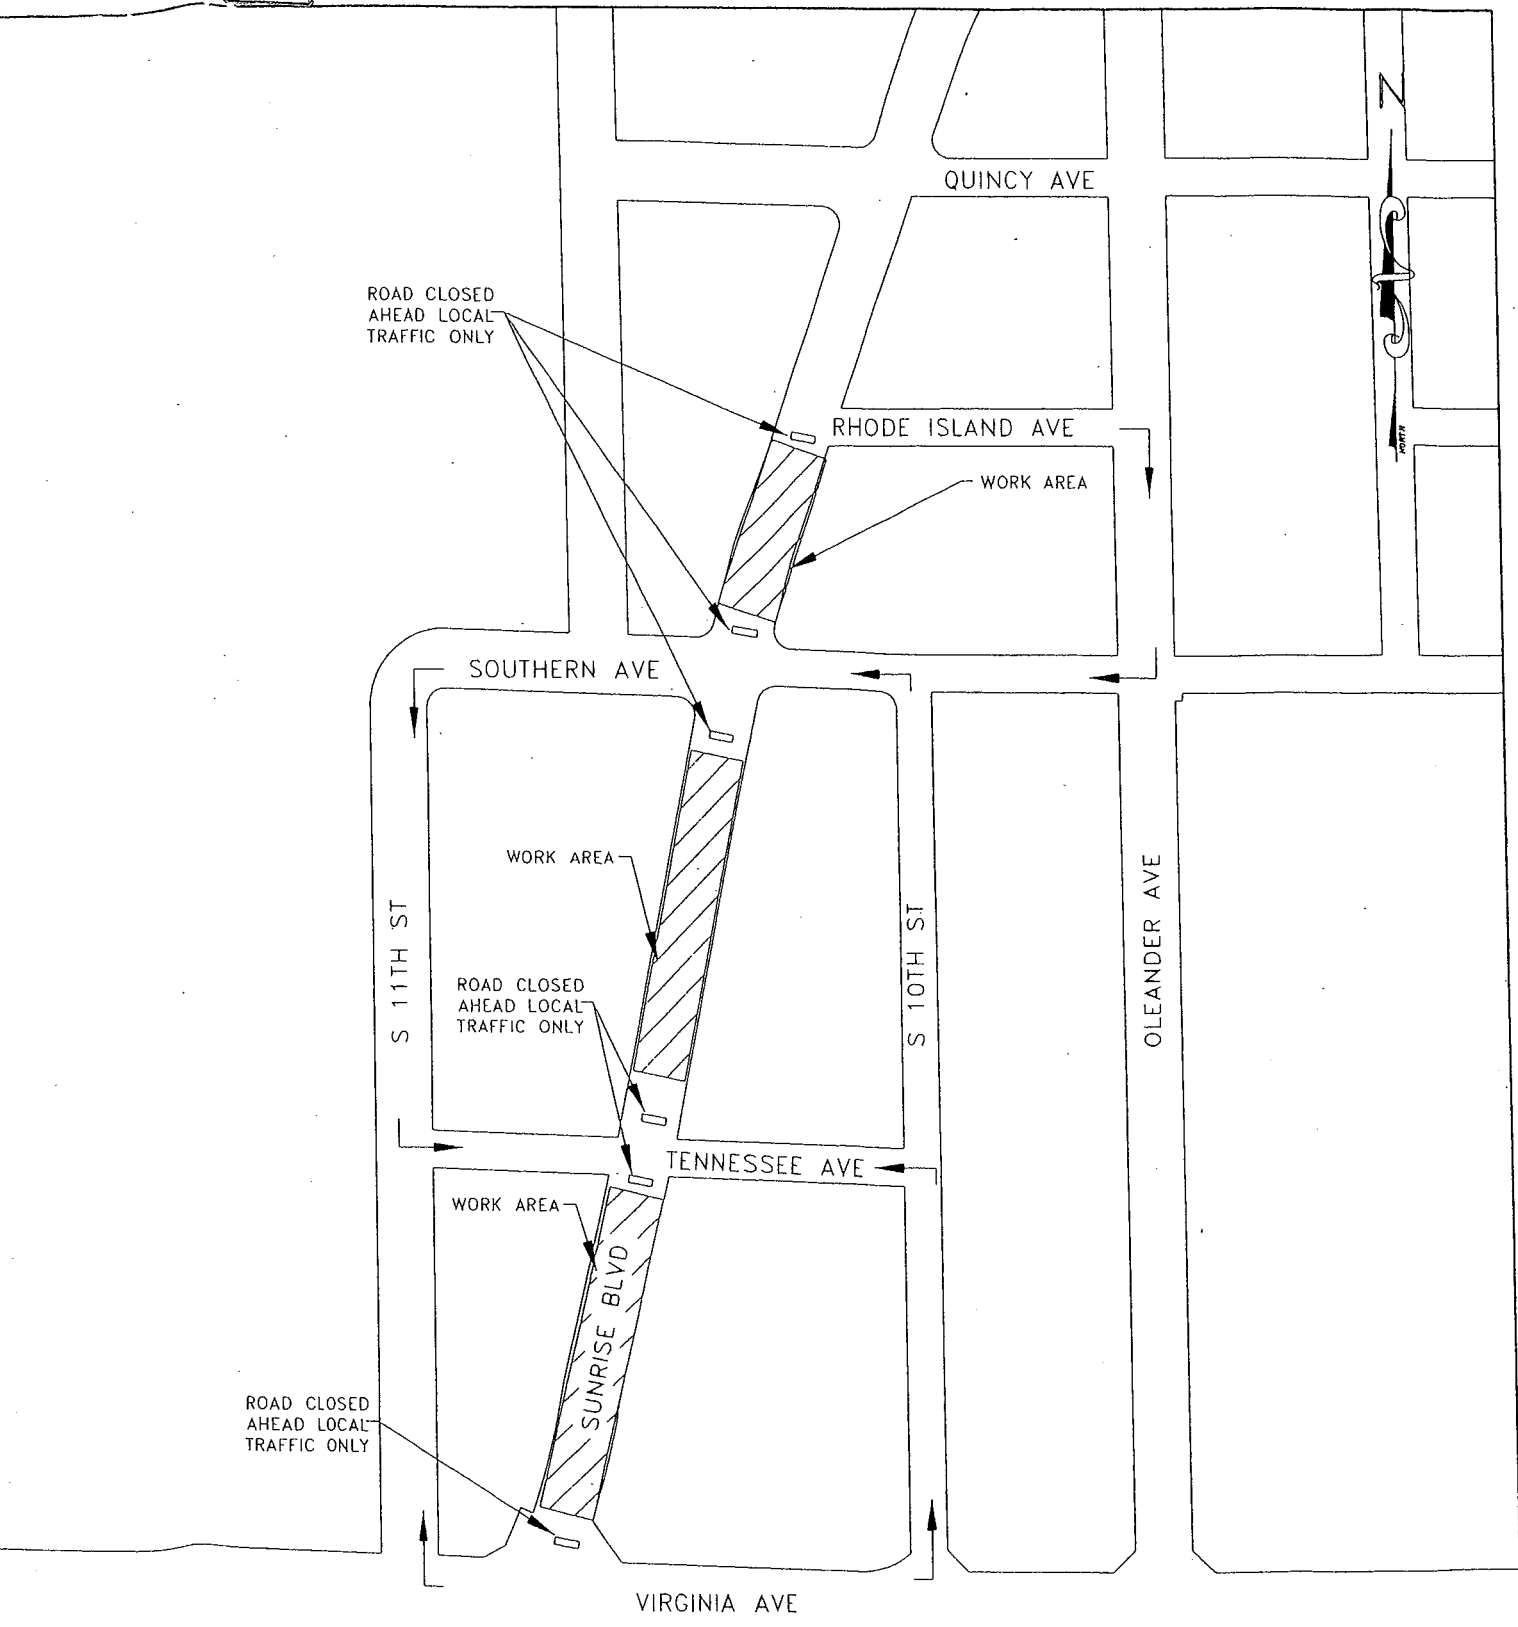 N
QUINCY AVE
ROAD CLOSED
AHEAD LOCAL
TRAFFIC ONLY
RHODE ISLAND AVE
NORTH
WORK AREA
SOUTHERN AVE
WORK AREA
S 11TH ST
S 10TH ST
OLEANDER AVE
ROAD CLOSED
AHEAD LOCAL
TRAFFIC ONLY
TENNESSEE AVE
WORK AREA
SUNRISE BLVD
ROAD CLOSED
AHEAD LOCAL
TRAFFIC ONLY
VIRGINIA AVE